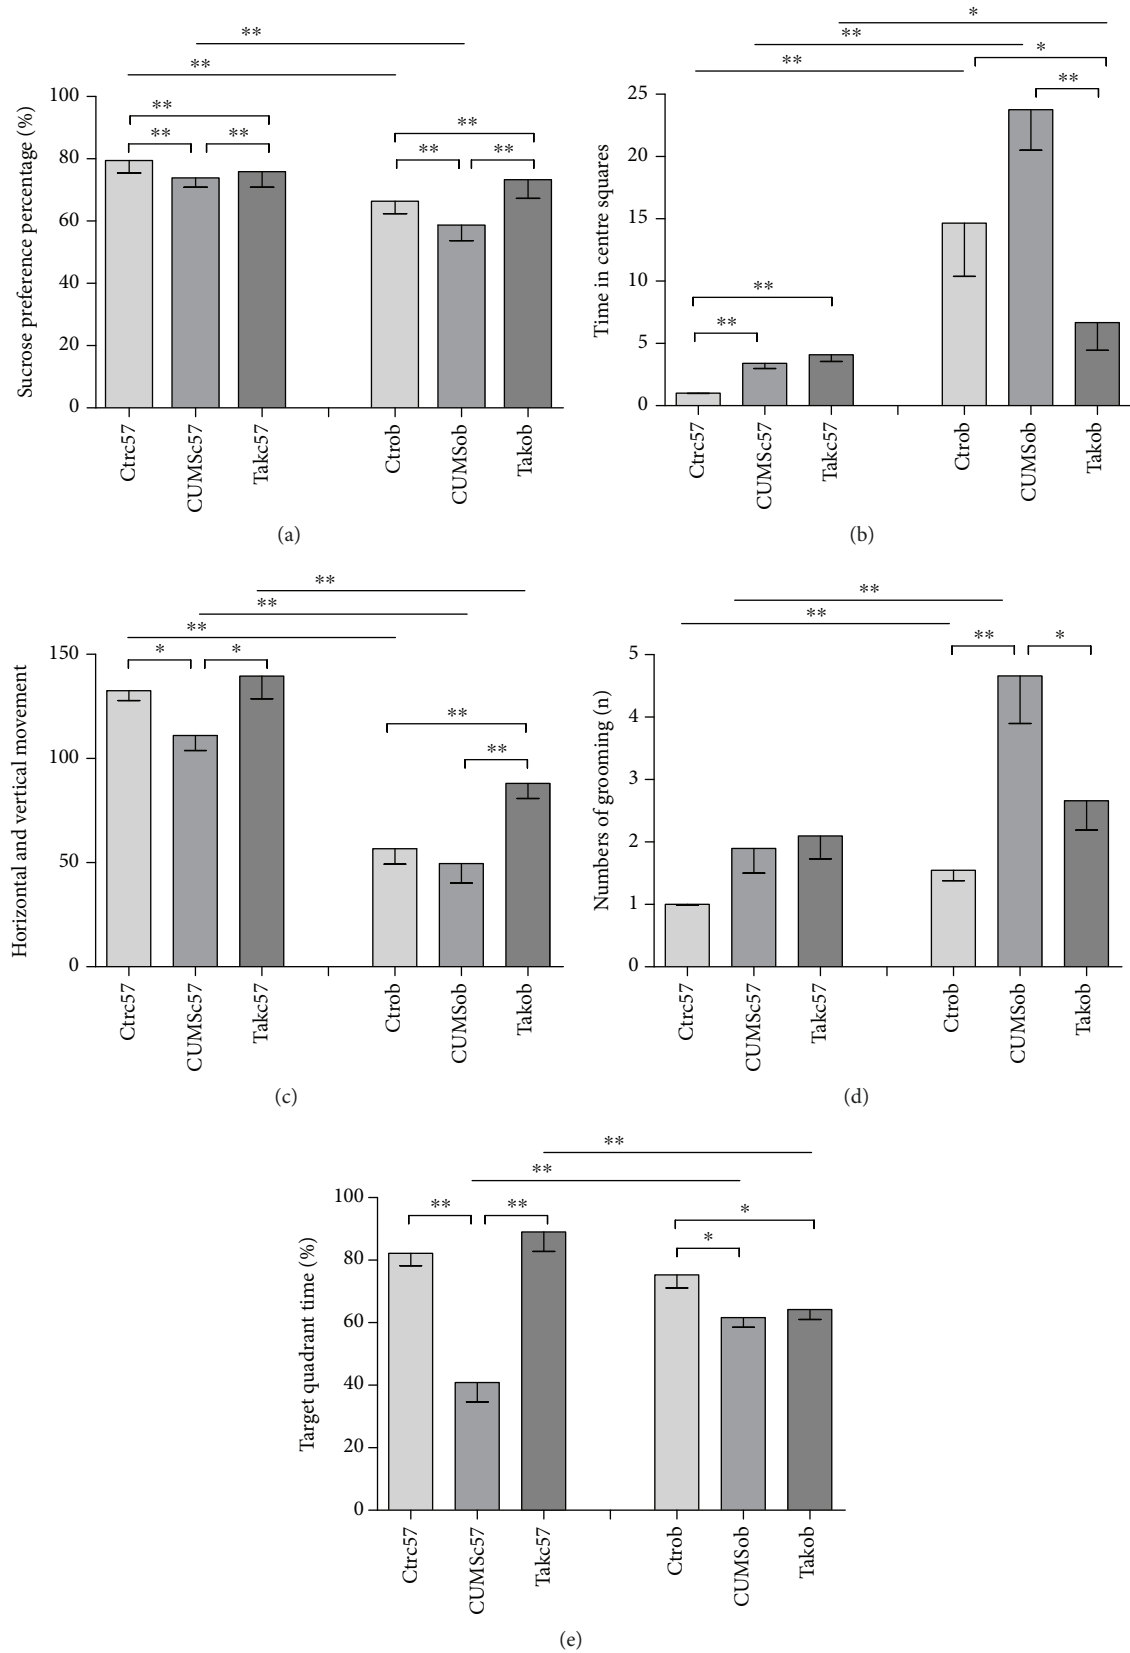 **
**
Sucrose preference percentage (%)
100
80
60
40
20
0
**
**
**
**
**
**
Ctrc57
CUMSc57
Takc57
Ctrob
CUMSob
Takob
(a)
*
**
**
*
**
Time in centre squares
25
20
15
10
5
0
**
**
Ctrc57
CUMSc57
Takc57
Ctrob
CUMSob
Takob
(b)
**
**
**
Horizontal and vertical movement
150
100
50
0
*
*
**
**
Ctrc57
CUMSc57
Takc57
Ctrob
CUMSob
Takob
(c)
**
**
**
*
Numbers of grooming (n)
5
4
3
2
1
0
Ctrc57
CUMSc57
Takc57
Ctrob
CUMSob
Takob
(d)
**
**
Target quadrant time (%)
100
80
60
40
20
0
**
**
*
*
Ctrc57
CUMSc57
Takc57
Ctrob
CUMSob
Takob
(e)